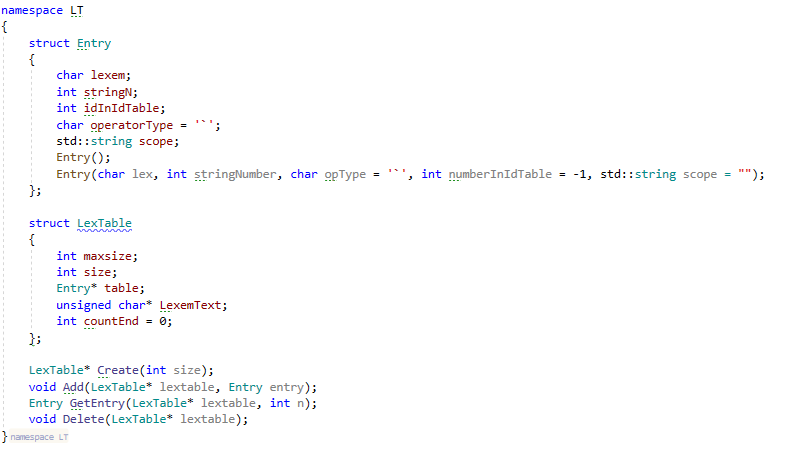 namespace LT
{
    struct Entry
    {
        char lexem;
        int stringN;
        int idInIdTable;
        char operatorType = '`';
        std::string scope;
        Entry();
        Entry(char lex, int stringNumber, char opType = '`', int numberInIdTable = -1, std::string scope = "");
    };

    struct LexTable
    {
        int maxsize;
        int size;
        Entry* table;
        unsigned char* LexemText;
        int countEnd = 0;
    };

    LexTable* Create(int size);
    void Add(LexTable* lextable, Entry entry);
    Entry GetEntry(LexTable* lextable, int n);
    void Delete(LexTable* lextable);
} namespace LT